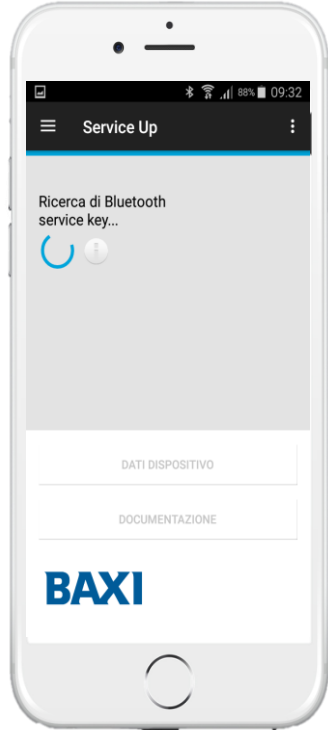 88% 09:32
Service Up
Ricerca di Bluetooth
service key...
DATI DISPOSITIVO
DOCUMENTAZIONE
BAXI